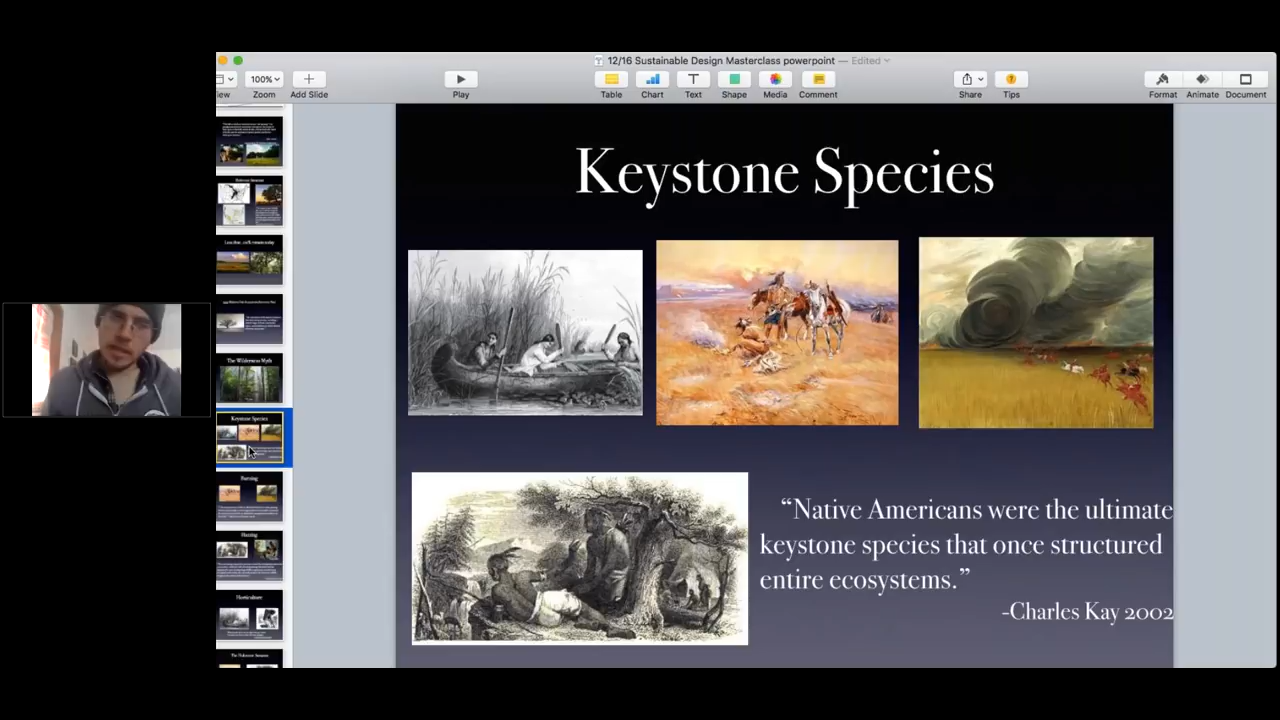 12/16 Sustainable Design Masterclass powerpoint — Edited
100%
Zoom
Add Slide
Play
Table
Chart
Text
Shape
Media
Comment
Share
Tips
Format
Animate
Document
Keystone Species
“Native Americans were the ultimate
keystone species that once structured
entire ecosystems.”
-Charles Kay 2002
The Wilderness Myth
Keystone Species
Burning
Hunting
Horticulture